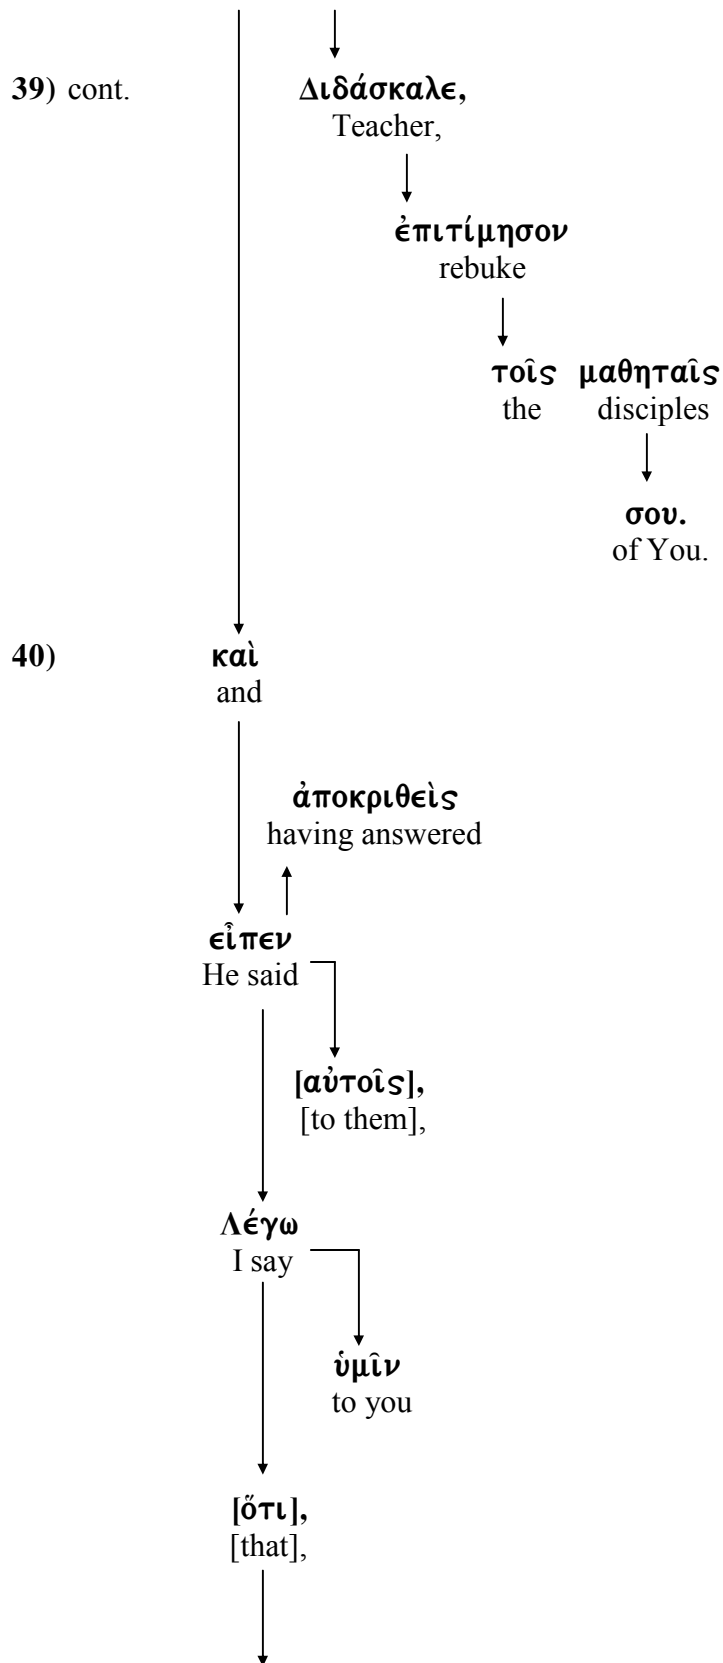 39) cont. Διδάσκαλε,
Teacher,
ἐπιτίμησον
rebuke
τοῖς μαθηταῖς
the disciples
σου.
of You.
40) καὶ
and
ἀποκριθεὶς
having answered
εἶπεν
He said
[αὐτοῖς],
[to them],
Λέγω
I say
ὑμῖν
to you
[ὅτι],
[that],